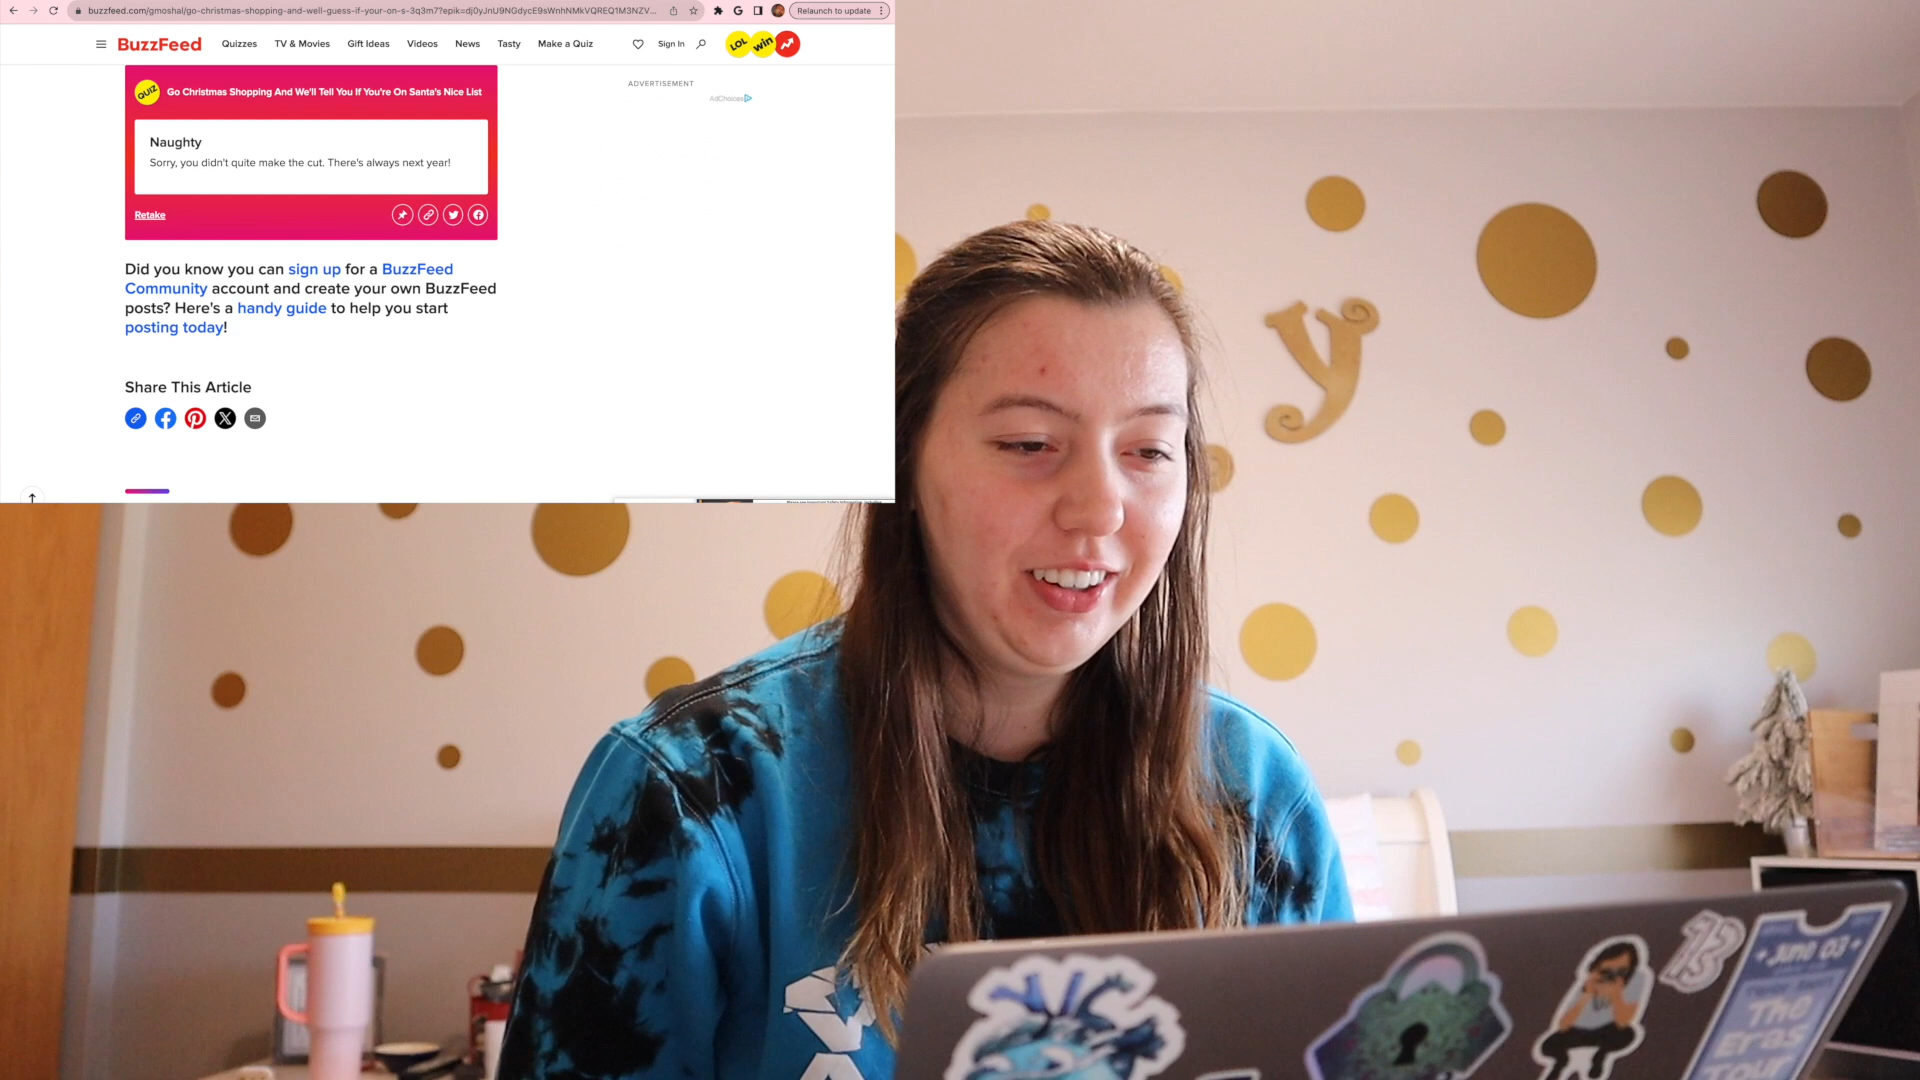 buzzfeed.com/gmoshal/go-christmas-shopping-and-well-guess-if-your-on-s-3q3m7?epik=dj0yJnU9NGdycE9sWnhNMkVQREQ1M3NZV...
Relaunch to update
BuzzFeed
Quizzes
TV & Movies
Gift Ideas
Videos
News
Tasty
Make a Quiz
Sign In
LOL
win
QUIZ
Go Christmas Shopping And We'll Tell You If You're On Santa's Nice List
Naughty
Sorry, you didn't quite make the cut. There's always next year!
Retake
ADVERTISEMENT
AdChoices
Did you know you can sign up for a BuzzFeed
Community account and create your own BuzzFeed
posts? Here's a handy guide to help you start
posting today!
Share This Article
y
13
JUNE 03
The
Eras
Tour